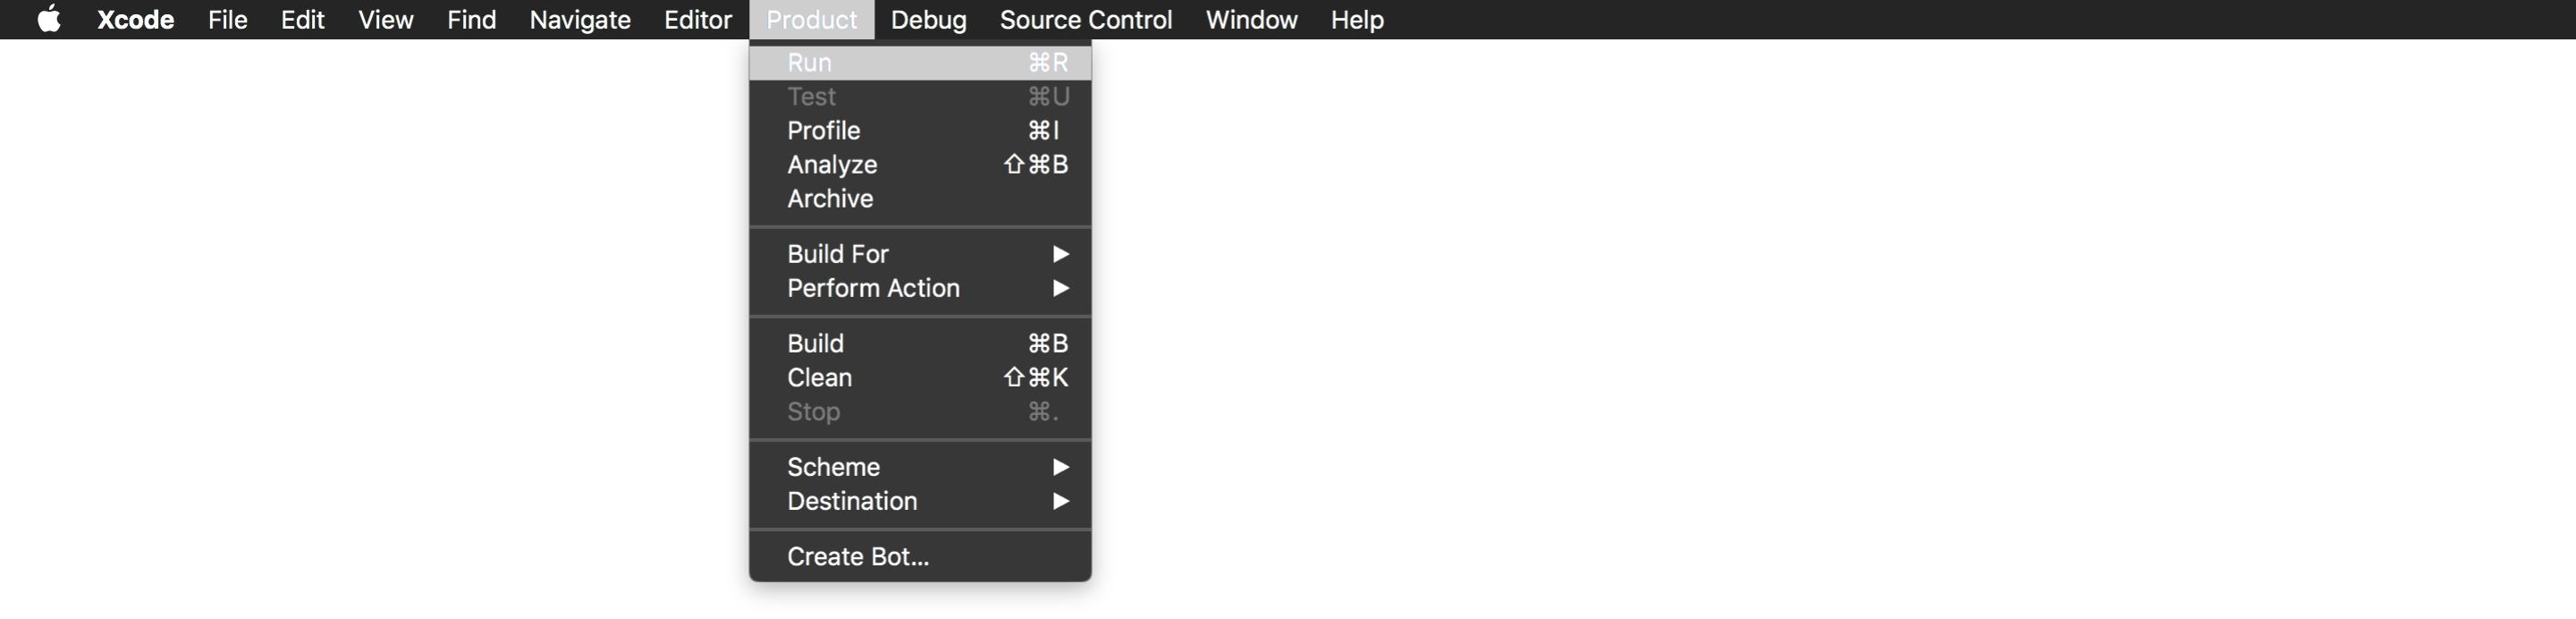 Xcode File Edit View Find Navigate Editor Product Debug Source Control Window Help
Run ⌘R
Test ⌘U
Profile ⌘I
Analyze ⇧⌘B
Archive
Build For ▶
Perform Action ▶
Build ⌘B
Clean ⇧⌘K
Stop ⌘.
Scheme ▶
Destination ▶
Create Bot...